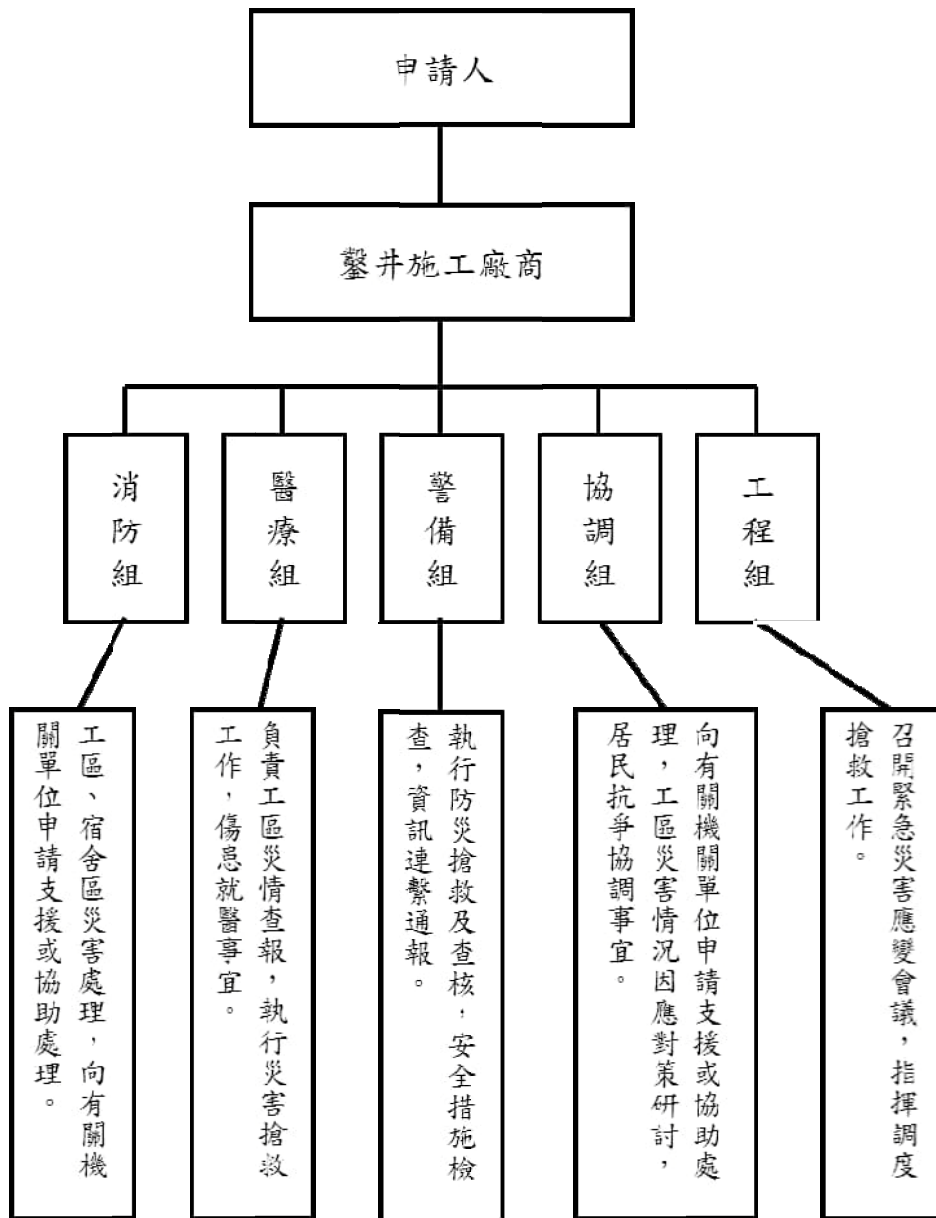 申請人
鑿井施工廠商
消防組
醫療組
警備組
協調組
工程組
工區、宿舍區災害處理，向有關機
關單位申請支援或協助處理。
負責工區災情查報，執行災害搶救
工作，傷患就醫事宜。
執行防災搶救及查核，安全措施檢
查，資訊連繫通報。
向有關機關單位申請支援或協助處
理，工區災害情況因應對策研討，
居民抗爭協調事宜。
召開緊急災害應變會議，指揮調度
搶救工作。